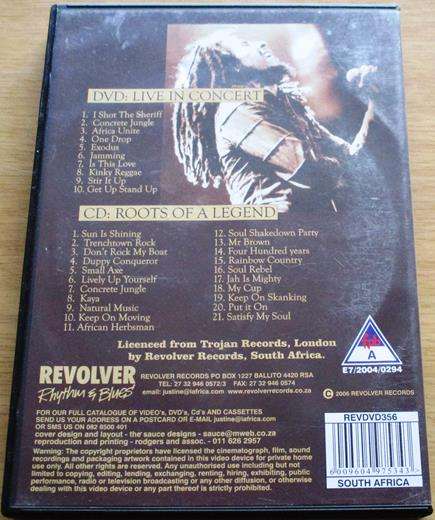 DVD: LIVE IN CONCERT
1. I Shot The Sheriff
2. Concrete Jungle
3. Africa Unite
4. One Drop
5. Exodus
6. Jamming
7. Is This Love
8. Kinky Reggae
9. Stir It Up
10. Get Up Stand Up
CD: ROOTS OF A LEGEND
1. Sun Is Shining
2. Trenchtown Rock
3. Don't Rock My Boat
4. Duppy Conqueror
5. Small Axe
6. Lively Up Yourself
7. Concrete Jungle
8. Kaya
9. Natural Music
10. Keep On Moving
11. African Herbsman
12. Soul Shakedown Party
13. Mr Brown
14. Four Hundred years
15. Rainbow Country
16. Soul Rebel
17. Jah Is Mighty
18. My Cup
19. Keep On Skanking
20. Put it On
21. Satisfy My Soul
Licenced from Trojan Records, London
by Revolver Records, South Africa.
A
E7/2004/0294
REVOLVER
Rhythm & Blues
REVOLVER RECORDS PO BOX 1227 BALLITO 4420 RSA
TEL: 27 32 946 0572/3 FAX: 27 32 946 0574
email: justine@iafrica.com http://www.revolverrecords.co.za
© 2006 REVOLVER RECORDS
FOR OUR FULL CATALOGUE OF VIDEO's, DVD's, Cd's AND CASSETTES
SEND US YOUR ADDRESS ON A POSTCARD OR E-MAIL justine@iafrica.com
OR SMS US ON 082 8500 401
cover design and layout - the sauce designs - sauce@mweb.co.za
reproduction and printing - rodgers and assoc. - 011 626 2957
Warning: The copyright proprietors have licensed the cinematograph, film, sound
recordings and packaging comprised in this video device or any part thereof in private home
use only. All other rights are reserved. Any unauthorised use including but not
limited to copying, editing, lending, exchanging, renting, hiring, exhibiting, public
performance, radio or television broadcasting or any other diffusion, or otherwise
dealing with this video device or any part thereof is strictly prohibited.
REVDVD356
6 009604 975343
SOUTH AFRICA